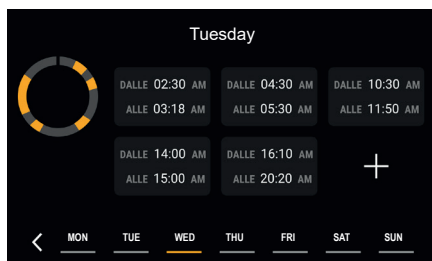 Tuesday
DALLE 02:30 AM
ALLE 03:18 AM
DALLE 04:30 AM
ALLE 05:30 AM
DALLE 10:30 AM
ALLE 11:50 AM
DALLE 14:00 AM
ALLE 15:00 AM
DALLE 16:10 AM
ALLE 20:20 AM
MON TUE WED THU FRI SAT SUN